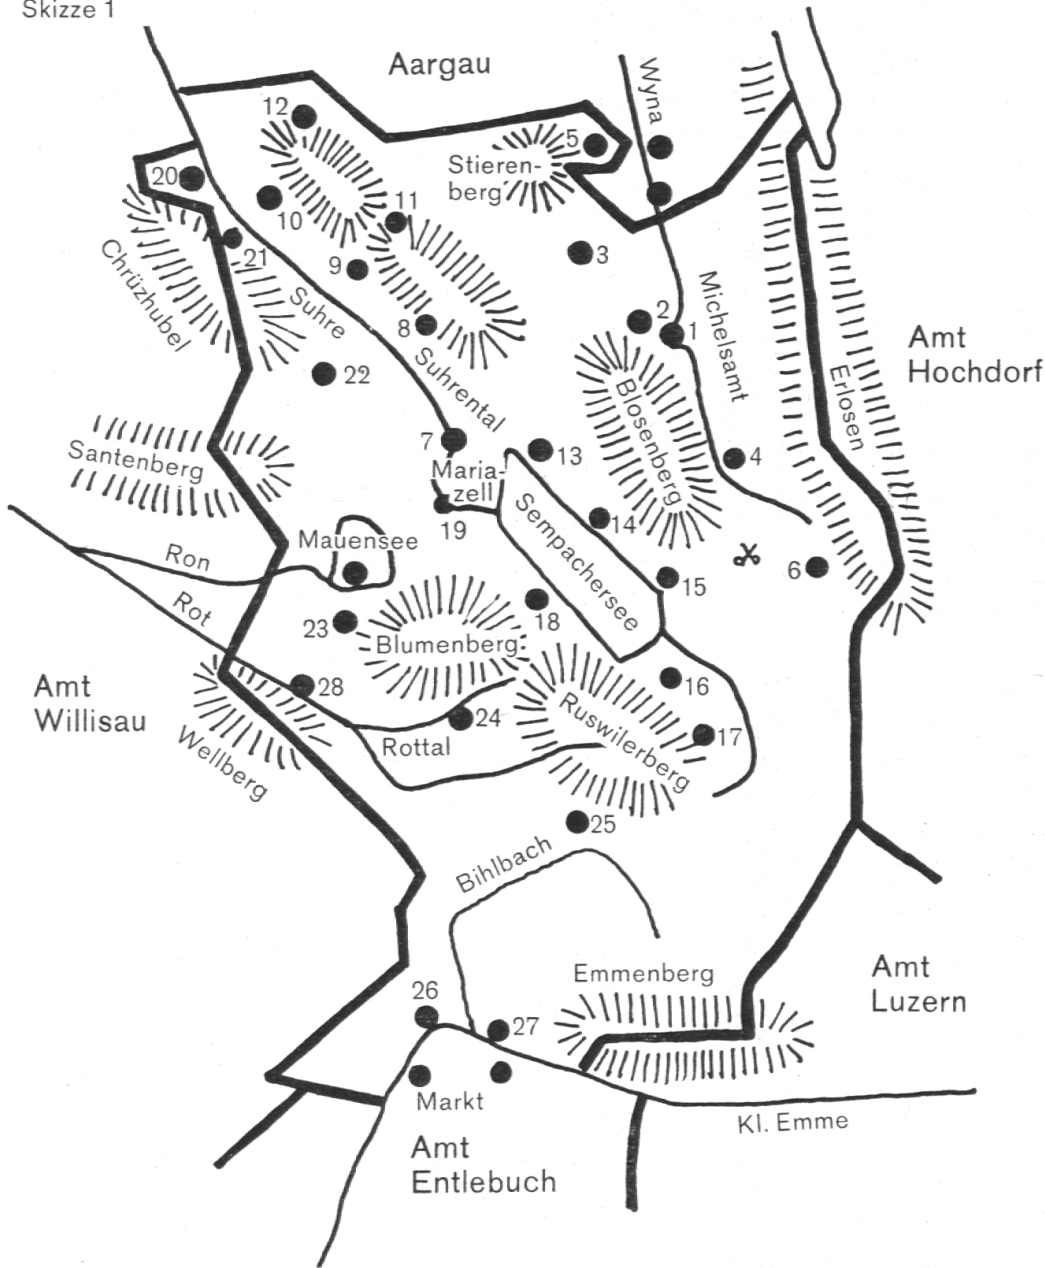 Skizze 1
Aargau
Wyna
12
5
Stieren-
berg
20
10
11
3
21
9
Chrüzhubel
Suhre
8
2
1
Michelsamt
Amt
Hochdorf
22
Suhrental
Blosenberg
Erlosen
7
13
4
Santenberg
Maria-
zell
19
Sempachersee
14
Mauensee
Ron
6
15
Rot
18
23
Blumenberg
28
16
Amt
Willisau
24
Ruswilerberg
17
Rottal
Wellberg
25
Bihlbach
Emmenberg
Amt
Luzern
26
27
Markt
Kl. Emme
Amt
Entlebuch